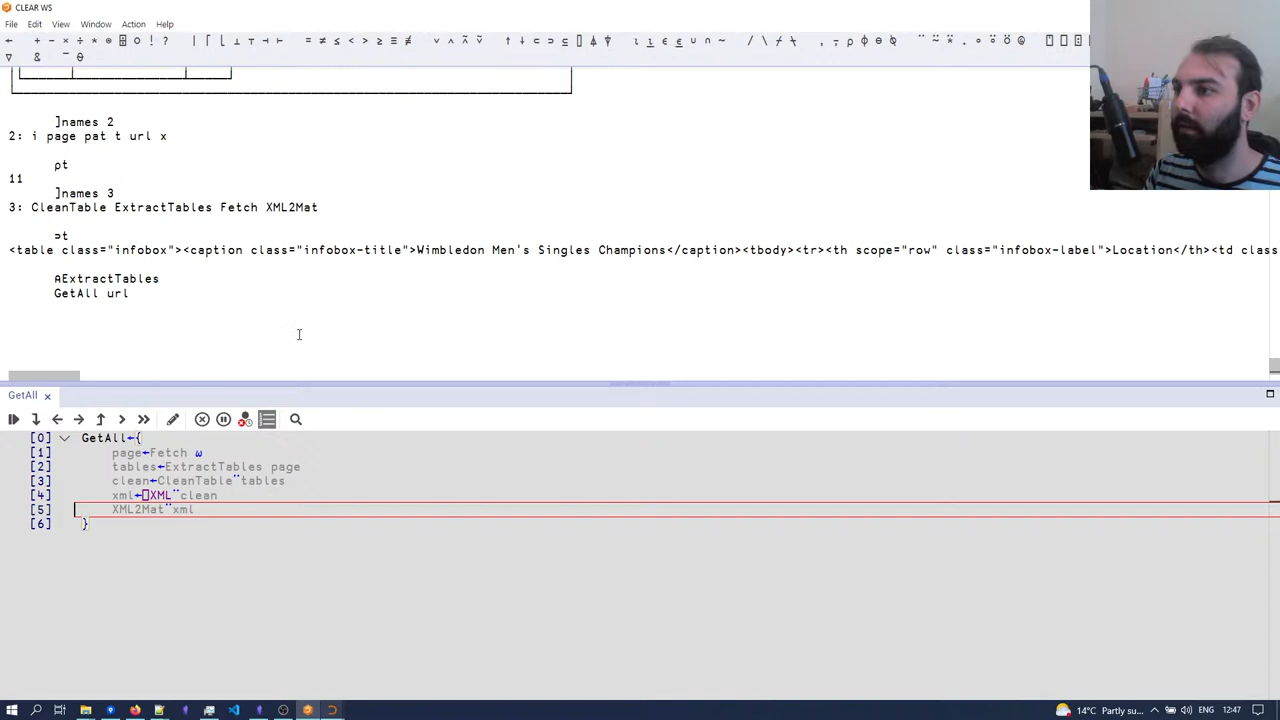 CLEAR WS
File Edit View Window Action Help
]names 2
2: i page pat t url x
⍴t
11
]names 3
3: CleanTable ExtractTables Fetch XML2Mat
⊃t
<table class="infobox"><caption class="infobox-title">Wimbledon Men's Singles Champions</caption><tbody><tr><th scope="row" class="infobox-label">Location</th><td class
⍝ExtractTables
GetAll url
GetAll ×
[0] GetAll←{
[1] page←Fetch ⍵
[2] tables←ExtractTables page
[3] clean←CleanTable¨tables
[4] xml←⎕XML¨clean
[5] XML2Mat¨xml
[6] }
14°C Partly su... ENG 12:47